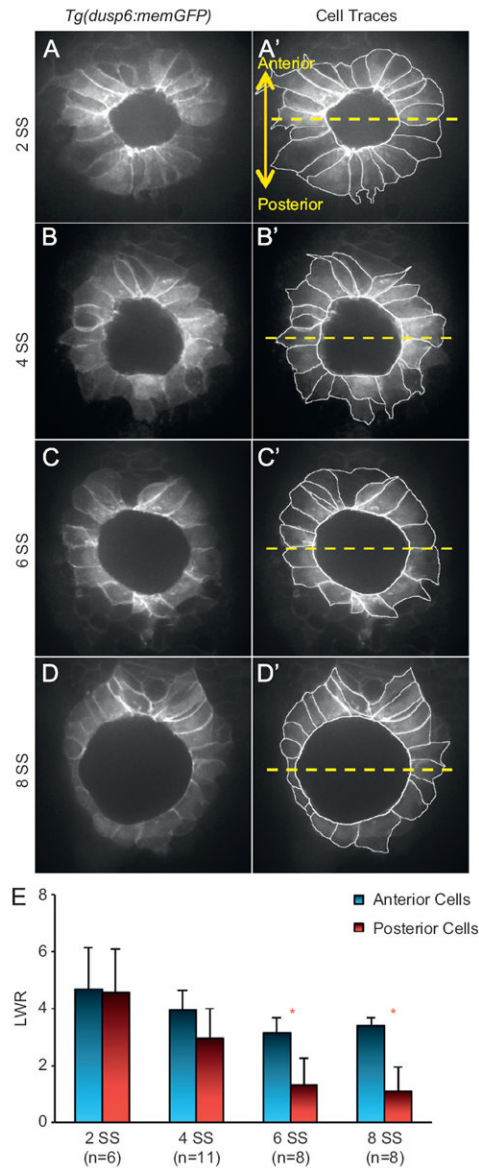 Tg(dusp6:memGFP) Cell Traces
A A'
Anterior
Posterior
2 SS
B B'
4 SS
C C'
6 SS
D D'
8 SS
E
8
6
4
2
0
LWR
Anterior Cells
Posterior Cells
* *
2 SS 4 SS 6 SS 8 SS
(n=6) (n=11) (n=8) (n=8)